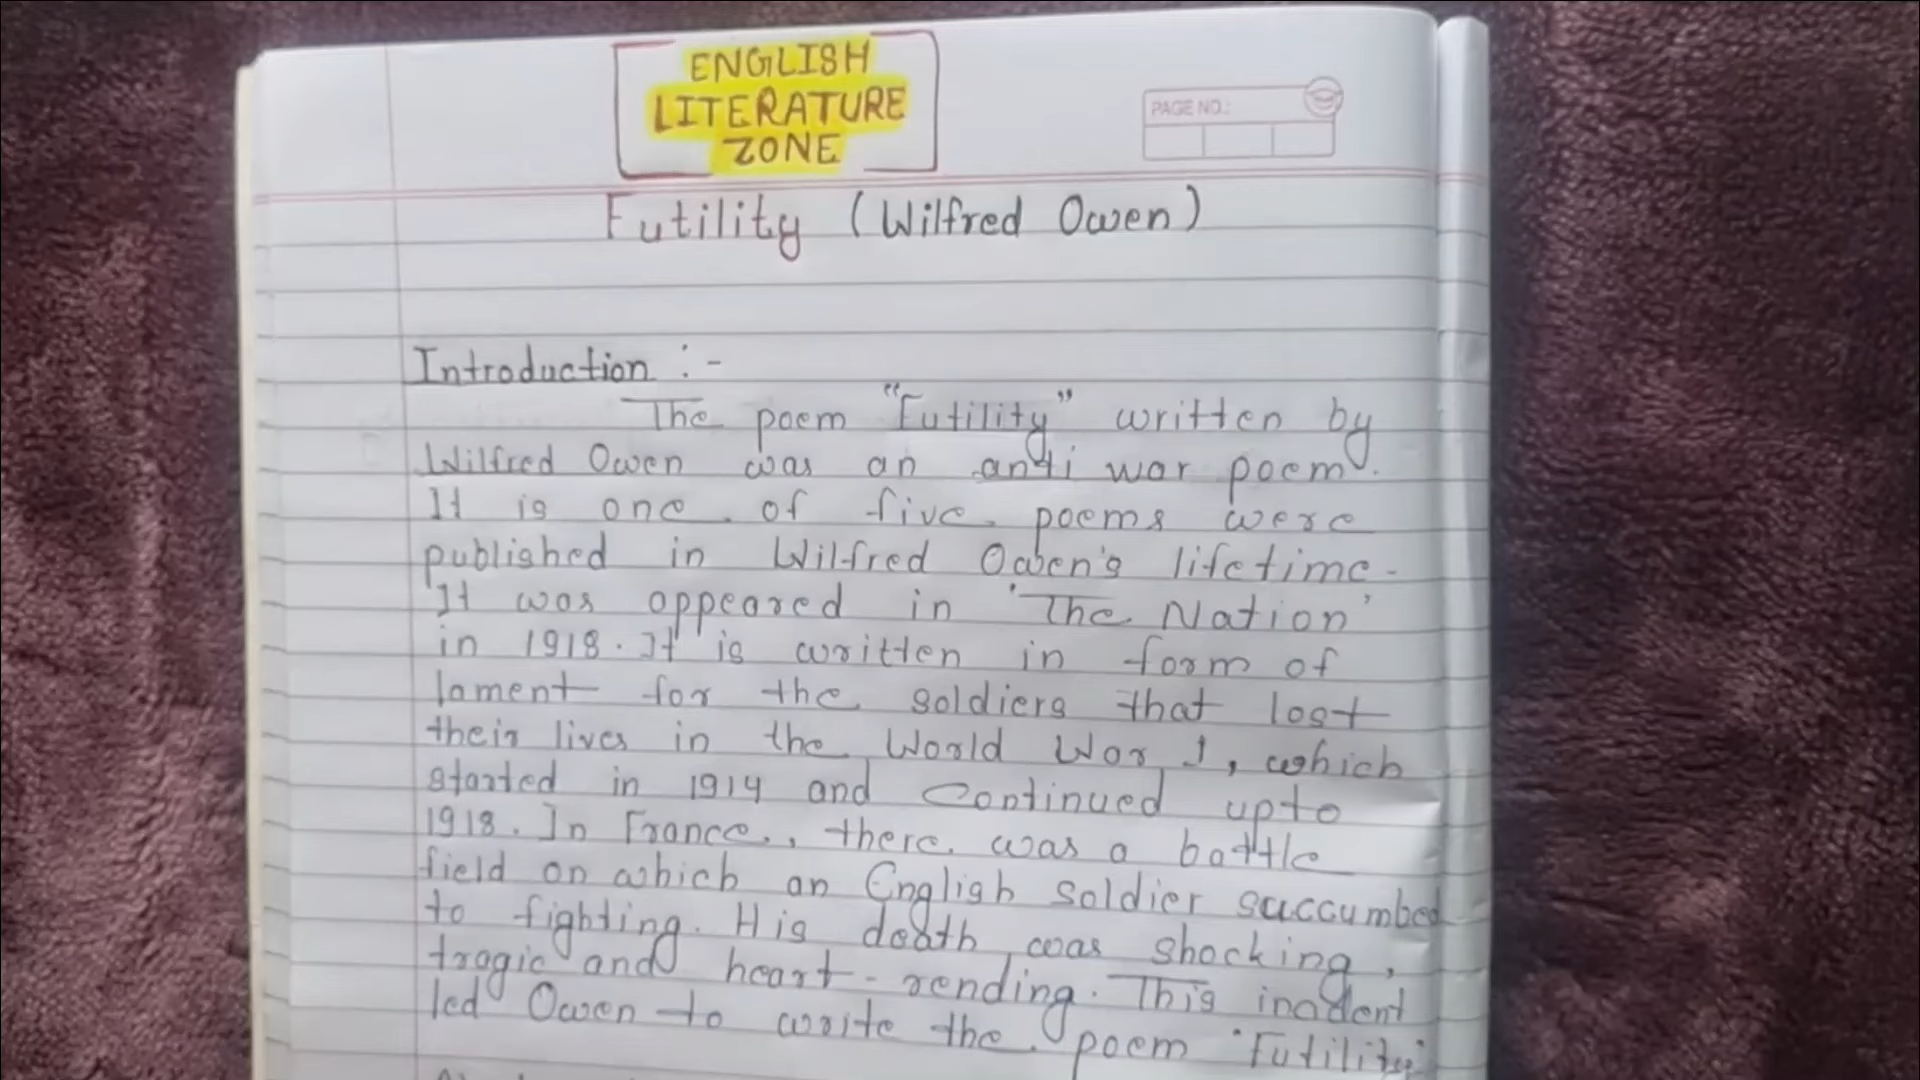 ENGLISH
LITERATURE
ZONE
PAGE NO.:
Futility (Wilfred Owen)
Introduction :-
The poem "Futility" written by
Wilfred Owen was an anti war poem.
It is one of five poems were
published in Wilfred Owen's lifetime.
It was appeared in 'The Nation'
in 1918. It is written in form of
lament for the soldiers that lost
their lives in the World War I, which
started in 1914 and continued upto
1918. In France, there was a battle
field on which an English soldier succumbed
to fighting. His death was shocking,
tragic and heart-rending. This incident
led Owen to write the poem 'Futility'